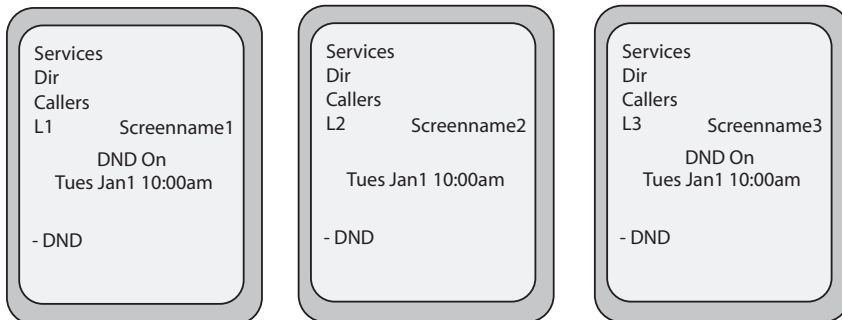 Services
Dir
Callers
L1 Screenname1
DND On
Tues Jan1 10:00am
- DND
Services
Dir
Callers
L2 Screenname2
Tues Jan1 10:00am
- DND
Services
Dir
Callers
L3 Screenname3
DND On
Tues Jan1 10:00am
- DND